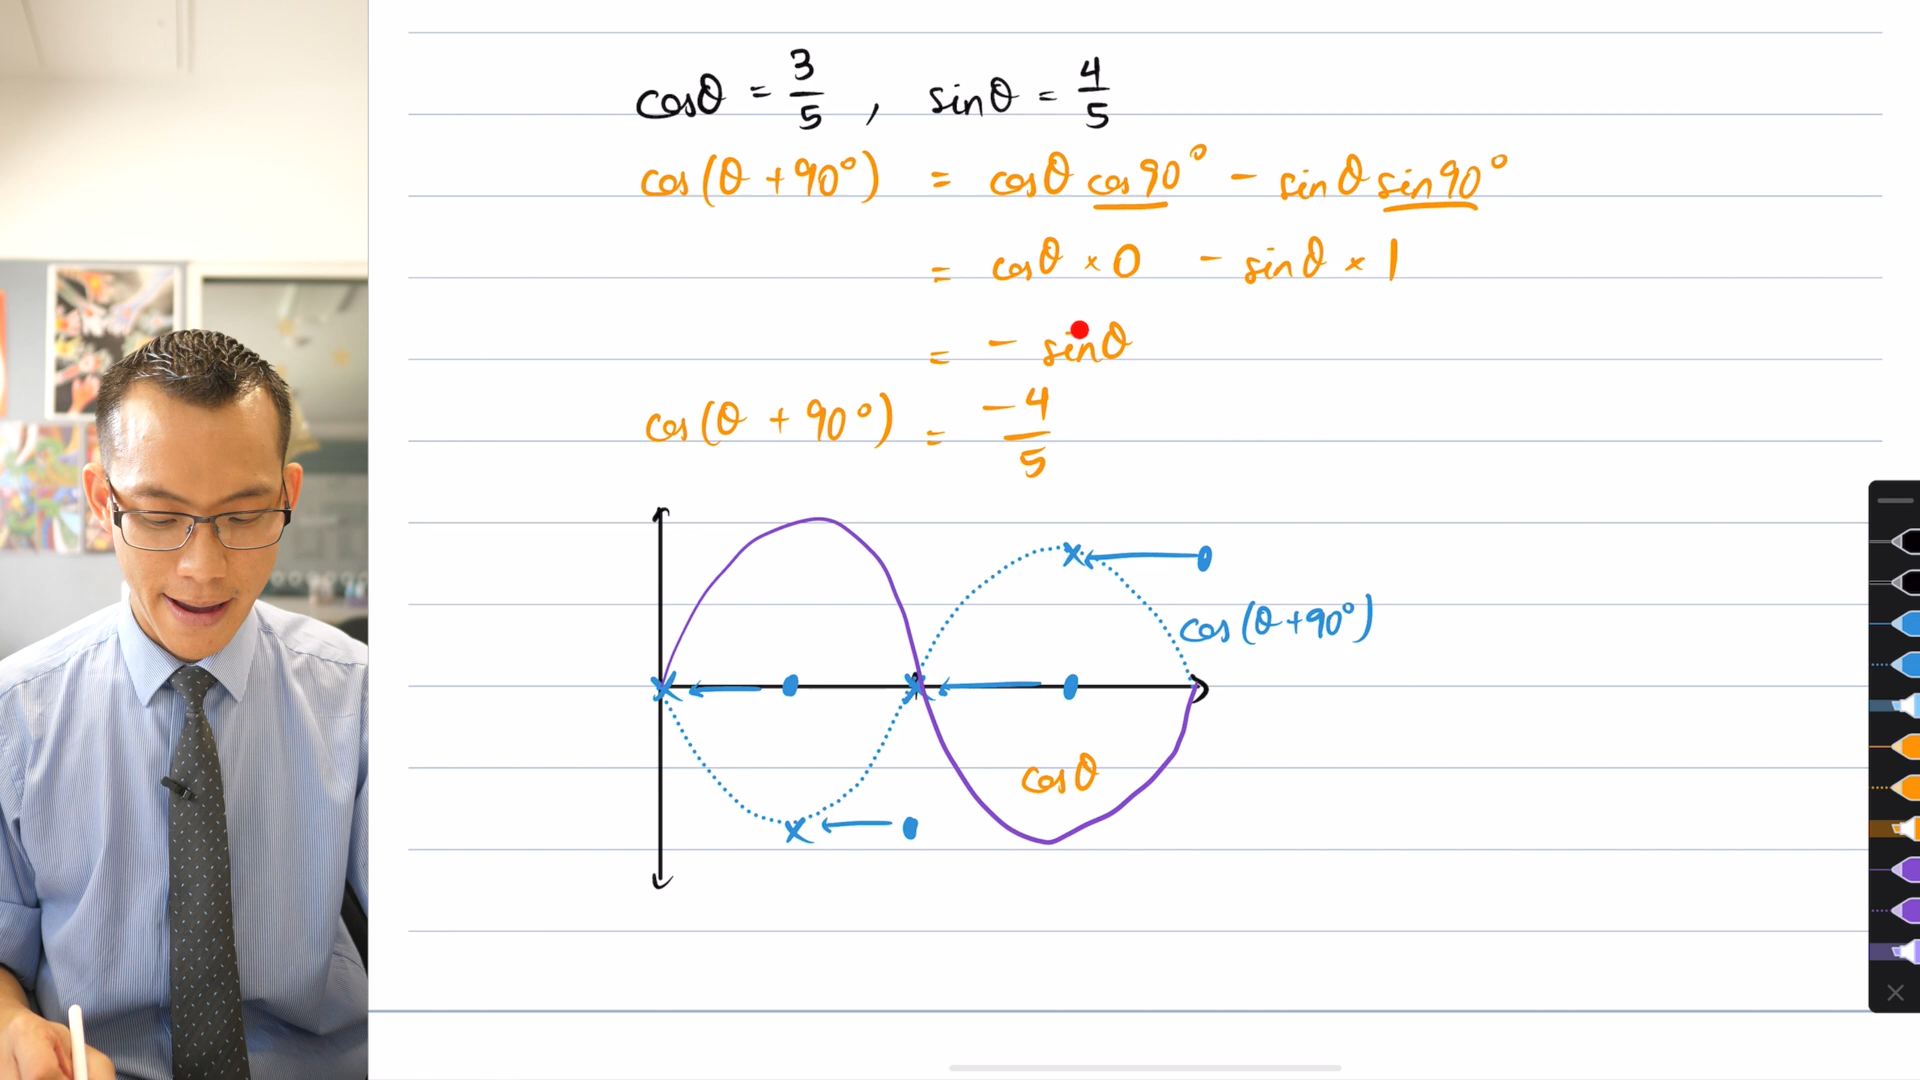 cosθ = 3/5 , sinθ = 4/5
cos(θ + 90°) = cosθ cos90° - sinθ sin90°
= cosθ × 0 - sinθ × 1
= - sinθ
cos(θ + 90°) = -4/5
cos(θ+90°)
cosθ